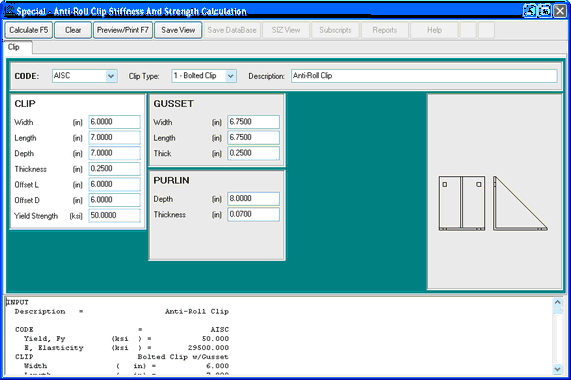 Special - Anti-Roll Clip Stiffness And Strength Calculation
Calculate F5 Clear Preview/Print F7 Save View Save DataBase SIZ View Subscripts Reports Help
Clip
CODE: AISC Clip Type: 1 - Bolted Clip Description: Anti-Roll Clip
CLIP
Width (in) 6.0000
Length (in) 7.0000
Depth (in) 7.0000
Thickness (in) 0.2500
Offset L (in) 6.0000
Offset D (in) 6.0000
Yield Strength (ksi) 50.0000
GUSSET
Width (in) 6.7500
Length (in) 6.7500
Thick (in) 0.2500
PURLIN
Depth (in) 8.0000
Thickness (in) 0.0700
INPUT
Description = Anti-Roll Clip
CODE = AISC
Yield, Fy (ksi ) = 50.000
E, Elasticity (ksi ) = 29500.000
CLIP Bolted Clip w/Gusset
Width ( in) = 6.000